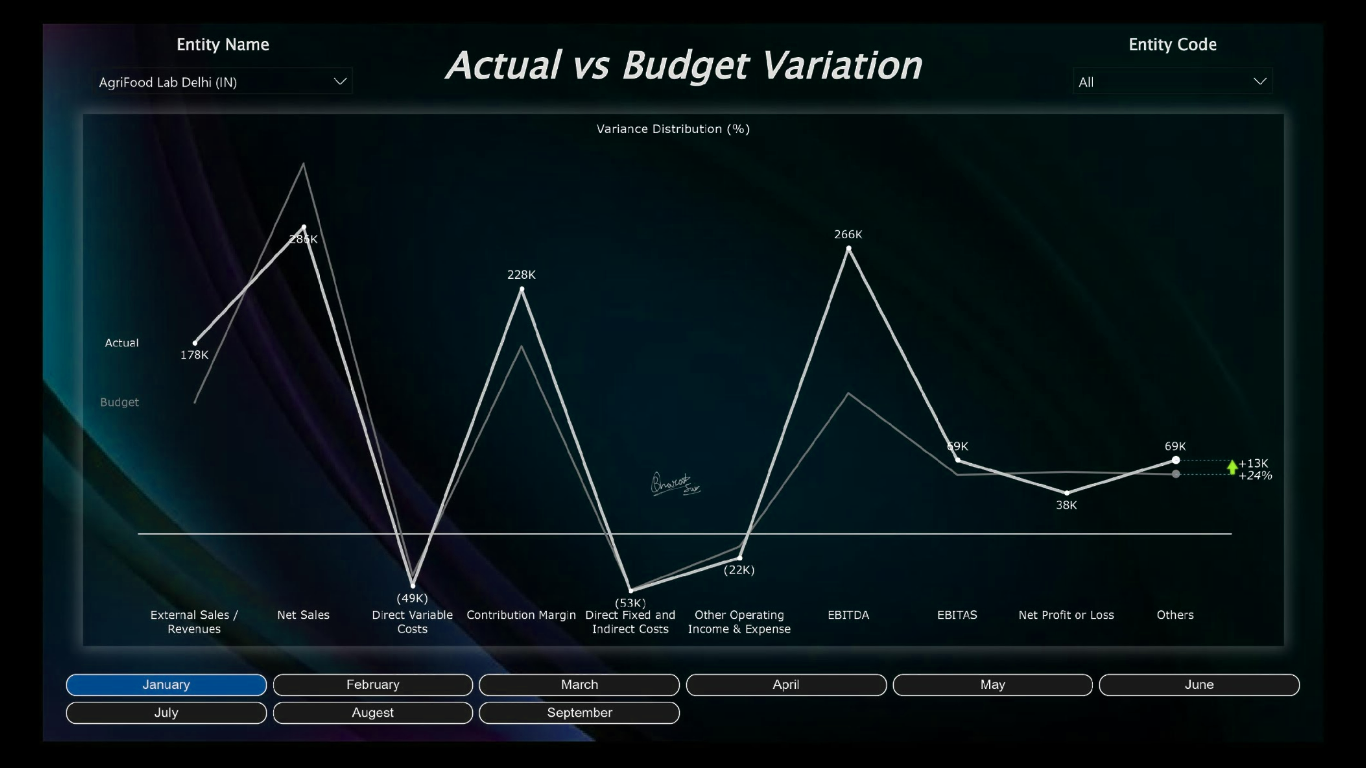 Entity Name
Actual vs Budget Variation
Entity Code
AgriFood Lab Delhi (IN)
All
Variance Distribution (%)
286K
266K
228K
Actual
178K
Budget
69K
69K
+13K
+24%
38K
(22K)
(49K)
(53K)
External Sales / Revenues
Net Sales
Direct Variable Costs
Contribution Margin
Direct Fixed and Indirect Costs
Other Operating Income & Expense
EBITDA
EBITAS
Net Profit or Loss
Others
January
February
March
April
May
June
July
Augest
September